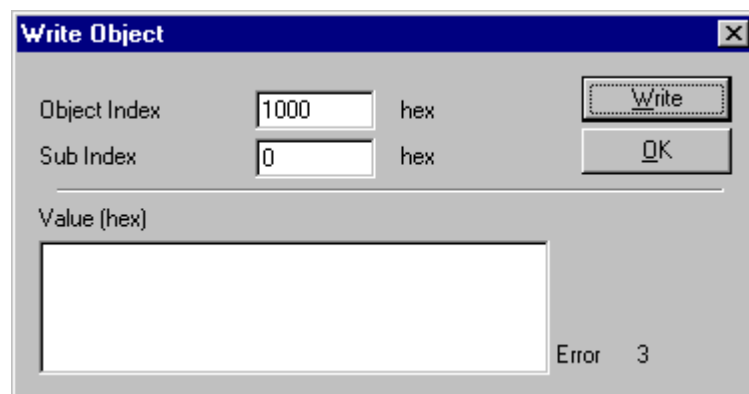 Write Object
Object Index 1000 hex Write
Sub Index 0 hex OK
Value (hex)
Error 3